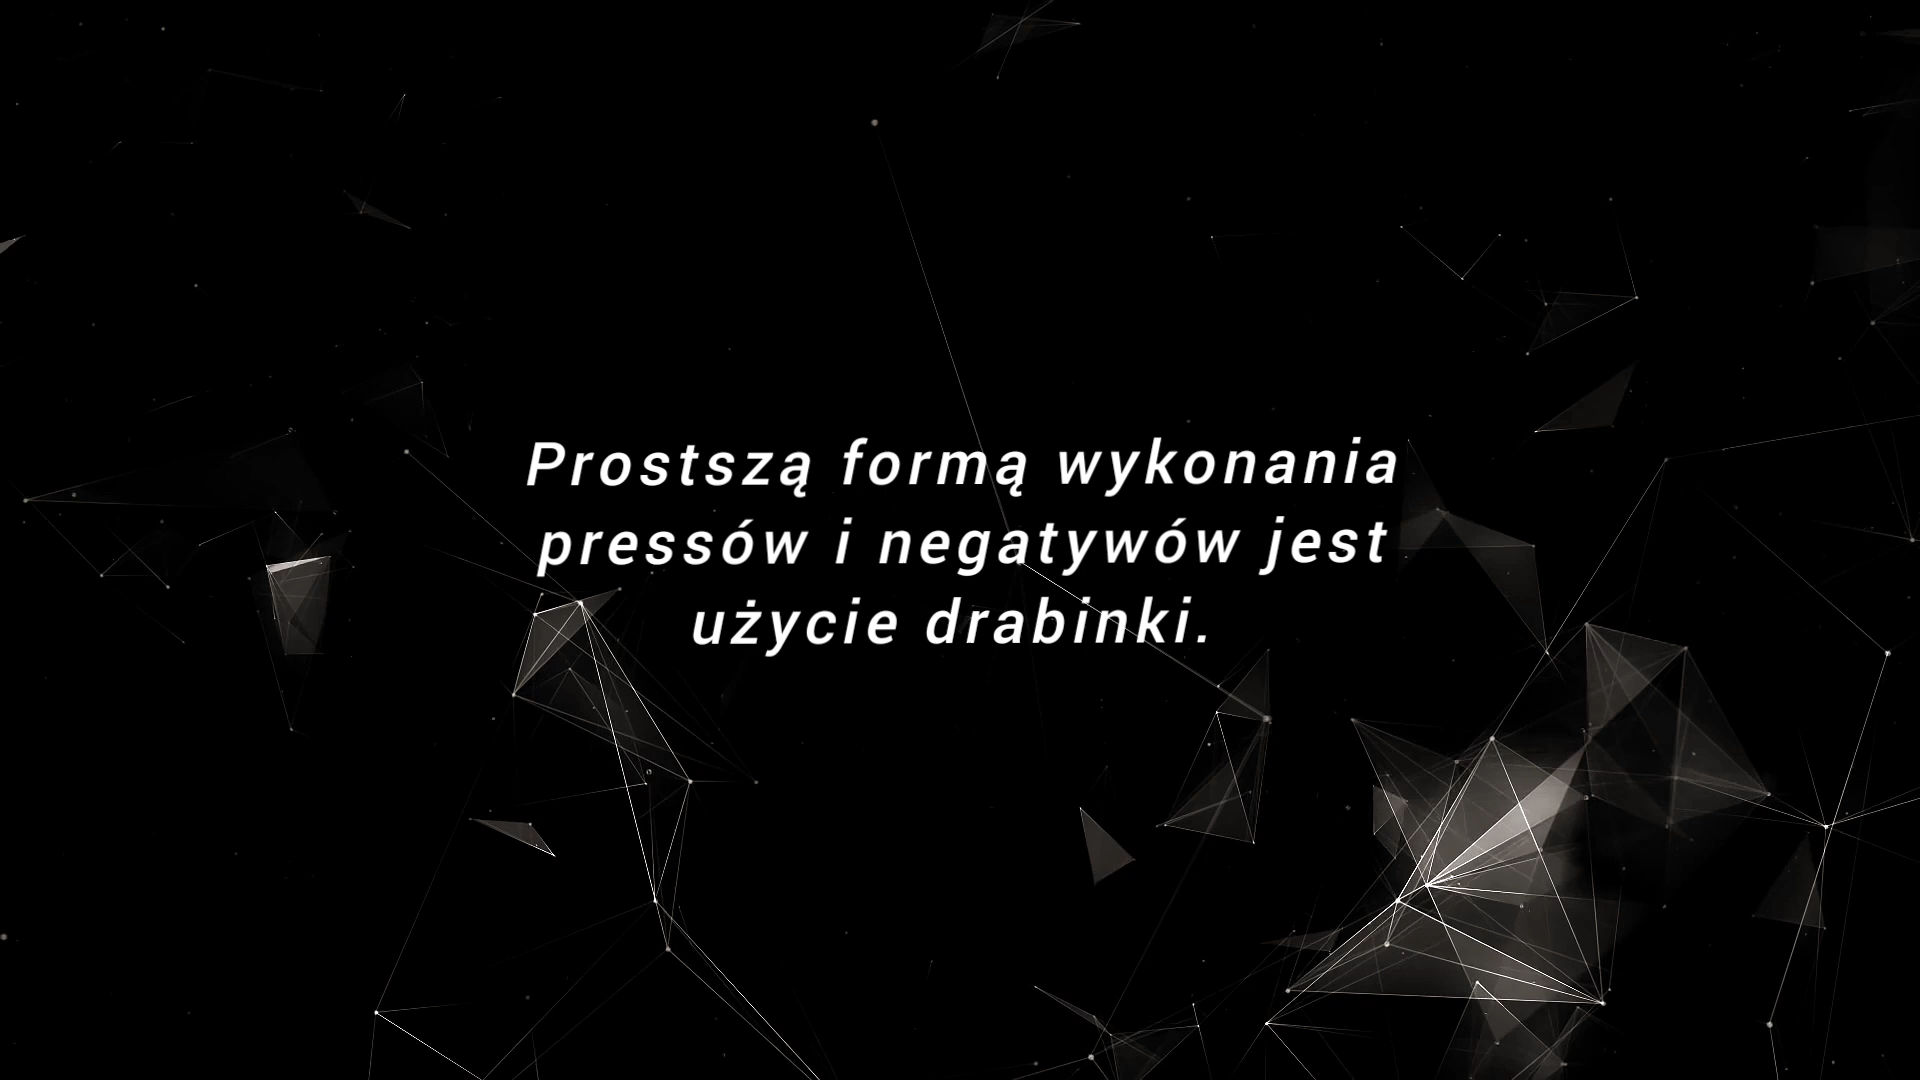 Prostszą formą wykonania
pressów i negatywów jest
użycie drabinki.